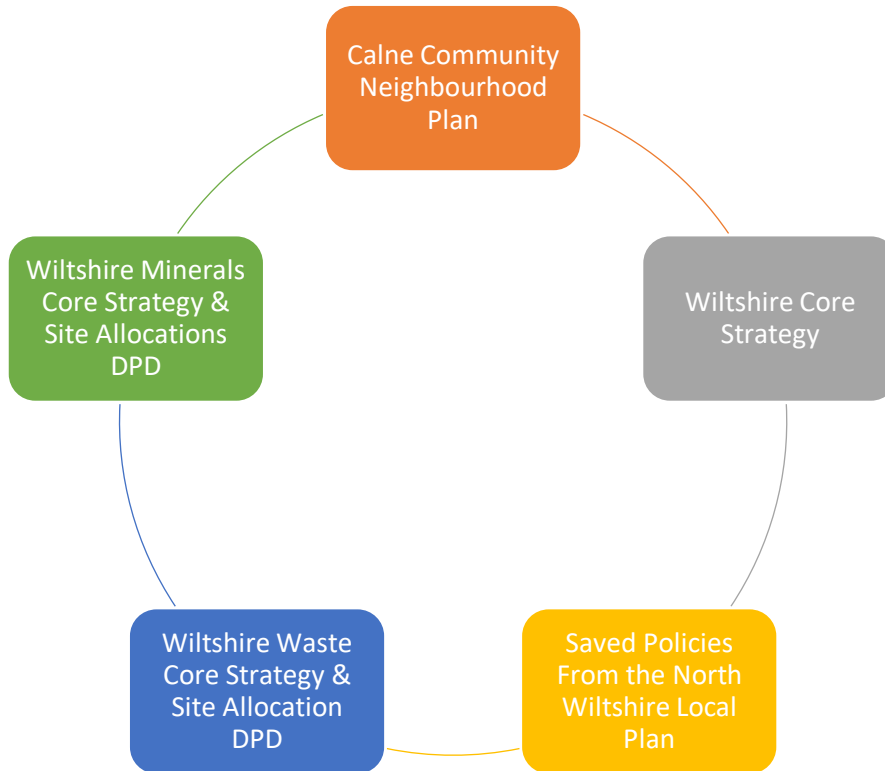 Calne Community
Neighbourhood
Plan
Wiltshire Minerals
Core Strategy &
Site Allocations
DPD
Wiltshire Core
Strategy
Wiltshire Waste
Core Strategy &
Site Allocation
DPD
Saved Policies
From the North
Wiltshire Local
Plan